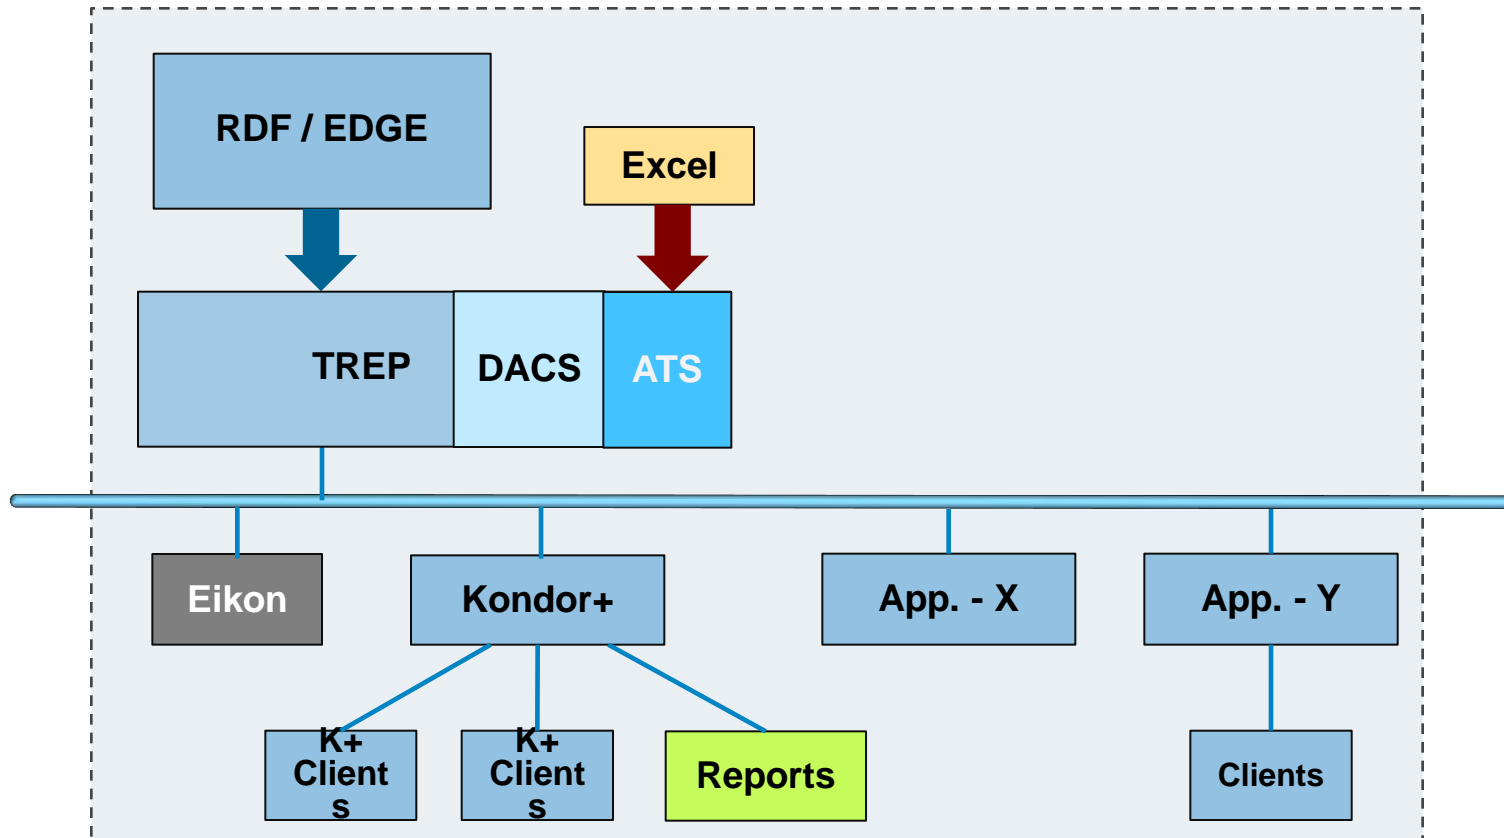 RDF / EDGE
Excel
TREP
DACS
ATS
Eikon
Kondor+
App. - X
App. - Y
K+
Client
s
K+
Client
s
Reports
Clients